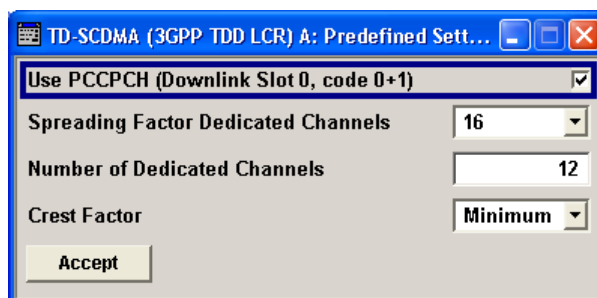 TD-SCDMA (3GPP TDD LCR) A: Predefined Sett...
Use PCCPCH (Downlink Slot 0, code 0+1)
Spreading Factor Dedicated Channels 16
Number of Dedicated Channels 12
Crest Factor Minimum
Accept